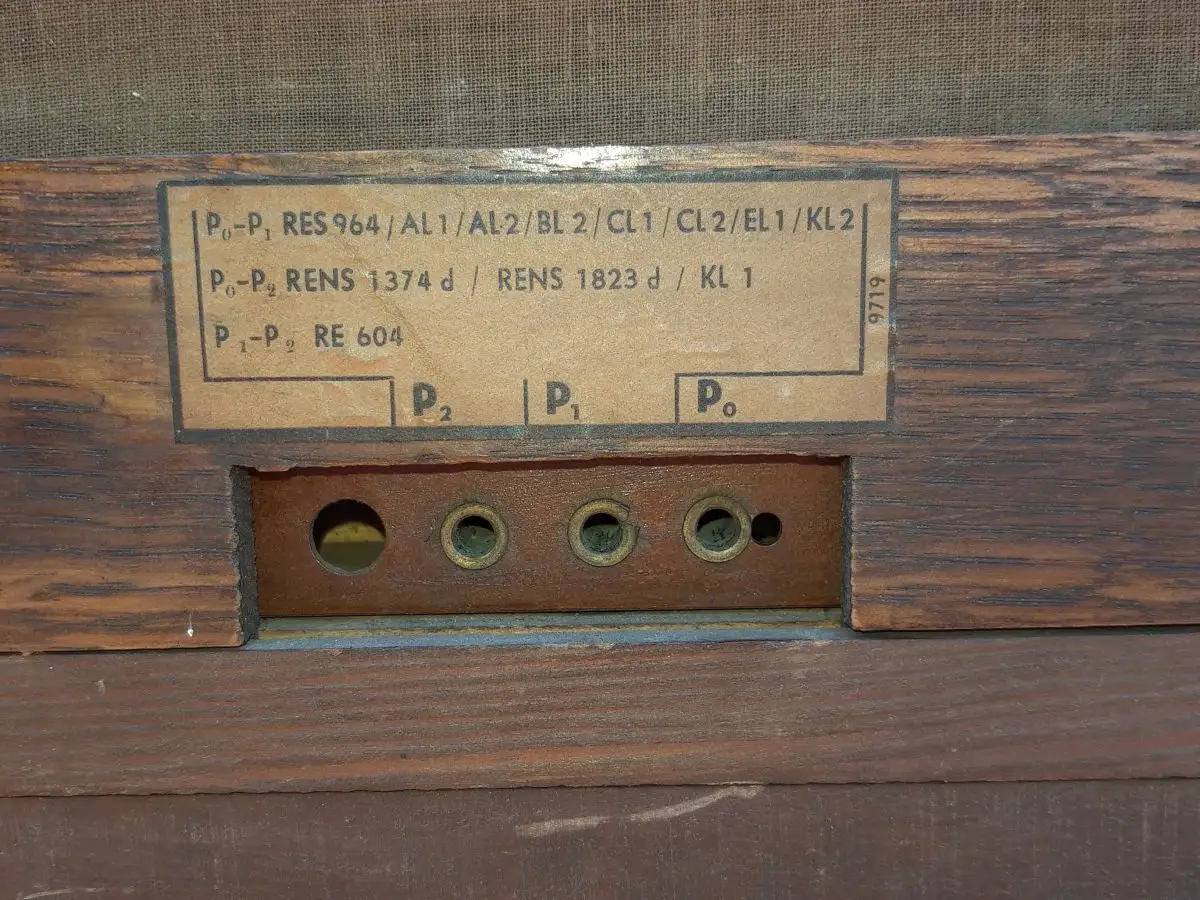 P₀-P₁ RES 964 / AL 1 / AL 2 / BL 2 / CL 1 / CL 2 / EL 1 / KL 2
P₀-P₂ RENS 1374 d / RENS 1823 d / KL 1
P₁-P₂ RE 604
9719
P₂ P₁ P₀